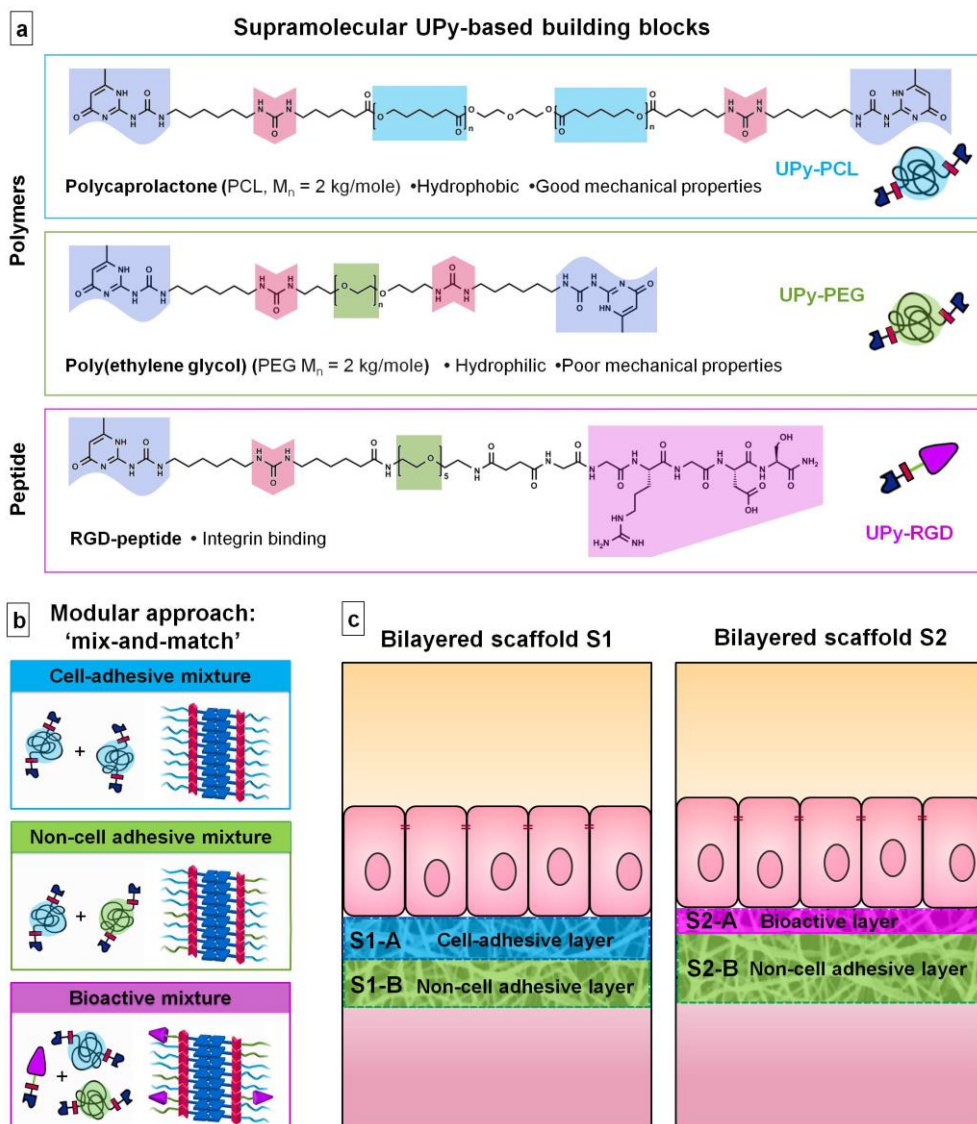 a
Supramolecular UPy-based building blocks
Polymers
UPy-PCL
Polycaprolactone (PCL, Mn = 2 kg/mole) •Hydrophobic •Good mechanical properties
UPy-PEG
Poly(ethylene glycol) (PEG Mn = 2 kg/mole) • Hydrophilic •Poor mechanical properties
Peptide
RGD-peptide • Integrin binding
UPy-RGD
b
Modular approach:
‘mix-and-match’
Cell-adhesive mixture
+
Non-cell adhesive mixture
+
Bioactive mixture
+
c
Bilayered scaffold S1
S1-A Cell-adhesive layer
S1-B Non-cell adhesive layer
Bilayered scaffold S2
S2-A Bioactive layer
S2-B Non-cell adhesive layer